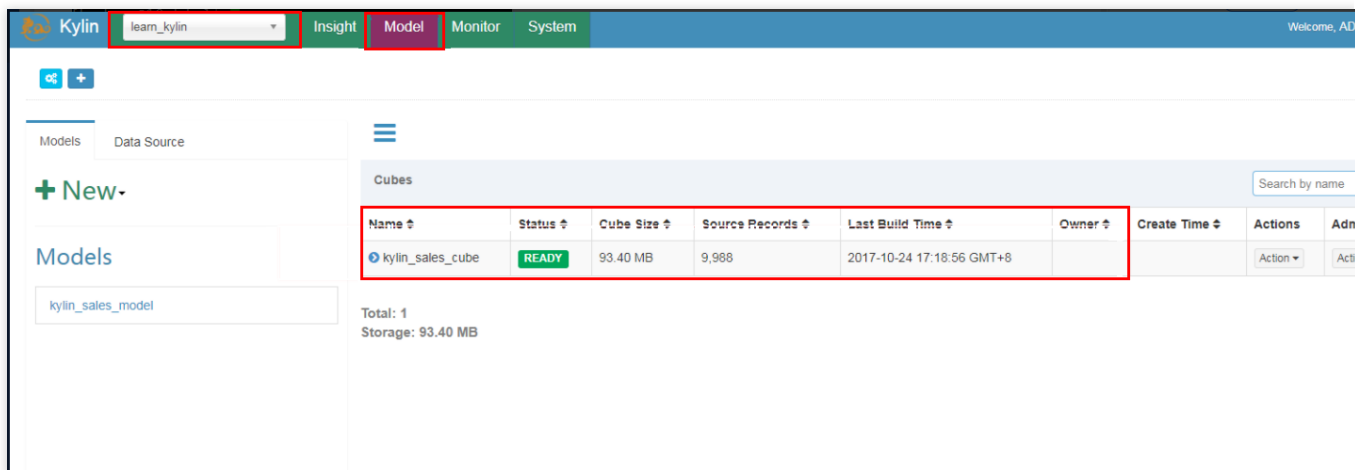 Kylin learn_kylin Insight Model Monitor System Welcome, AD
Models Data Source
+ New
Models
kylin_sales_model
Cubes Search by name
Name Status Cube Size Source Records Last Build Time Owner Create Time Actions Adm
kylin_sales_cube READY 93.40 MB 9,988 2017-10-24 17:18:56 GMT+8 Action Acti
Total: 1
Storage: 93.40 MB